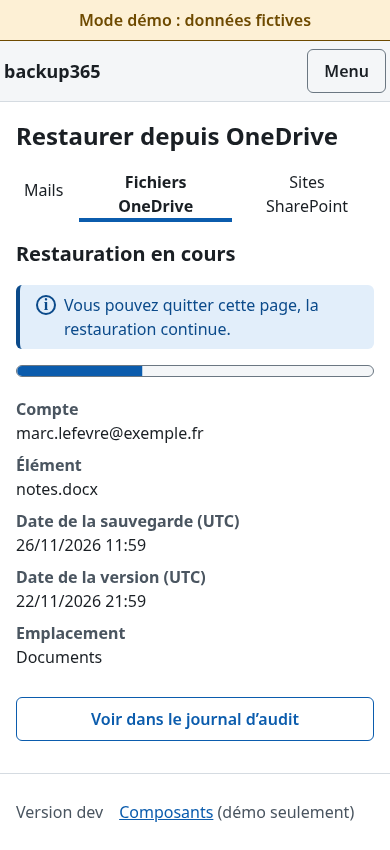 Mode démo : données fictives
backup365
Menu
Restaurer depuis OneDrive
Mails
Fichiers
OneDrive
Sites
SharePoint
Restauration en cours
Vous pouvez quitter cette page, la
restauration continue.
Compte
marc.lefevre@exemple.fr
Élément
notes.docx
Date de la sauvegarde (UTC)
26/11/2026 11:59
Date de la version (UTC)
22/11/2026 21:59
Emplacement
Documents
Voir dans le journal d’audit
Version dev Composants (démo seulement)